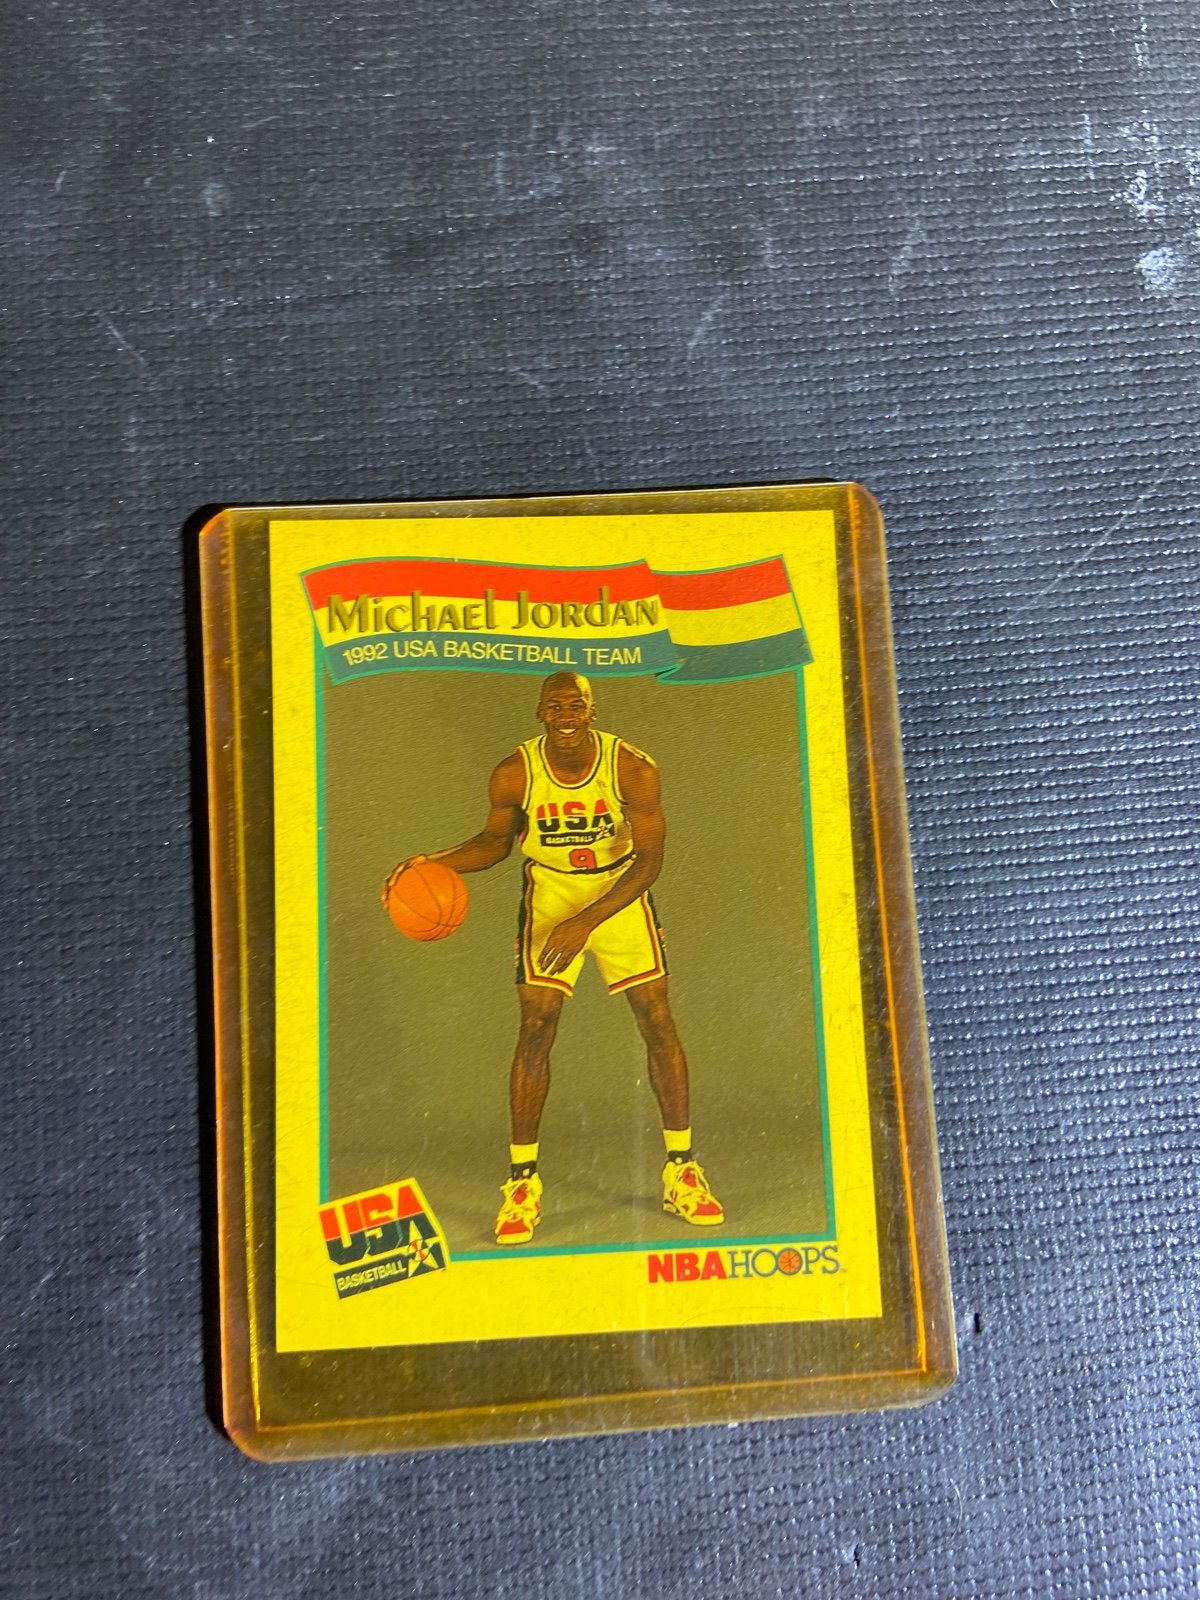 Michael Jordan
1992 USA BASKETBALL TEAM
USA
BASKETBALL
9
USA
BASKETBALL
NBA HOOPS